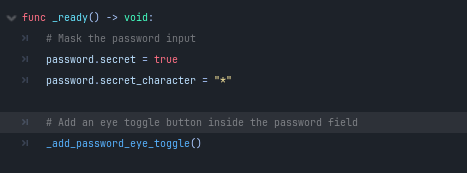 func _ready() -> void:
# Mask the password input
password.secret = true
password.secret_character = "*"
# Add an eye toggle button inside the password field
_add_password_eye_toggle()